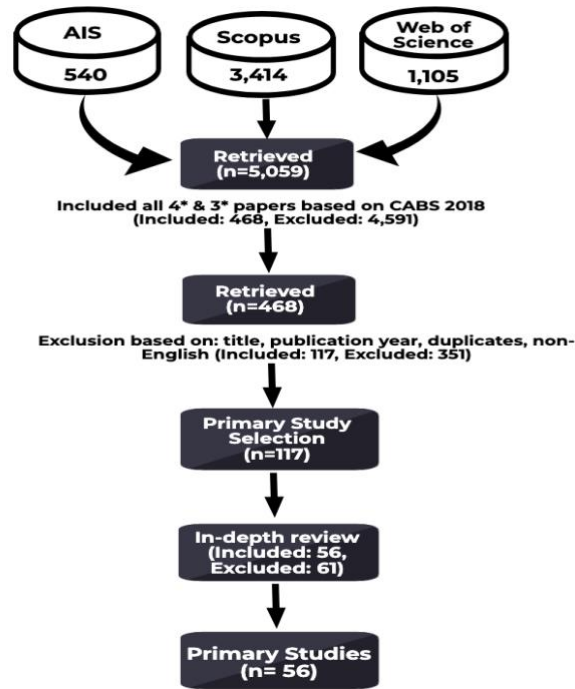 AIS
540
Scopus
3,414
Web of
Science
1,105
Retrieved
(n=5,059)
Included all 4* & 3* papers based on CABS 2018
(Included: 468, Excluded: 4,591)
Retrieved
(n=468)
Exclusion based on: title, publication year, duplicates, non-
English (Included: 117, Excluded: 351)
Primary Study
Selection
(n=117)
In-depth review
(Included: 56,
Excluded: 61)
Primary Studies
(n= 56)